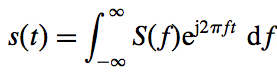 s(t) = ∫_{-∞}^{∞} S(f)e^{j2πft} df